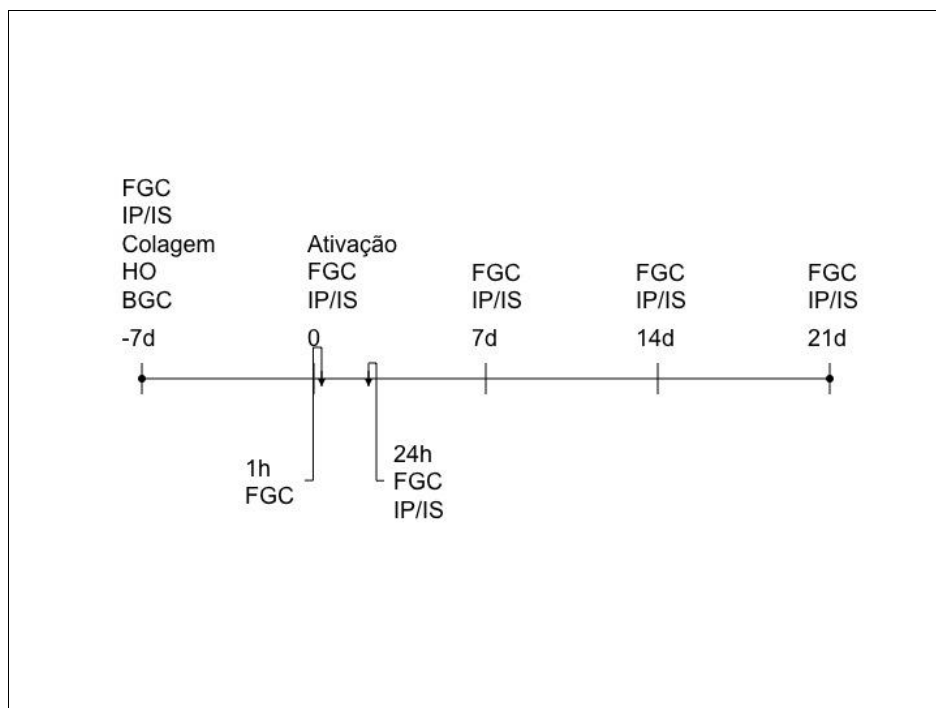 FGC
IP/IS
Colagem
HO
BGC
-7d
Ativação
FGC
IP/IS
0
FGC
IP/IS
7d
FGC
IP/IS
14d
FGC
IP/IS
21d
1h
FGC
24h
FGC
IP/IS